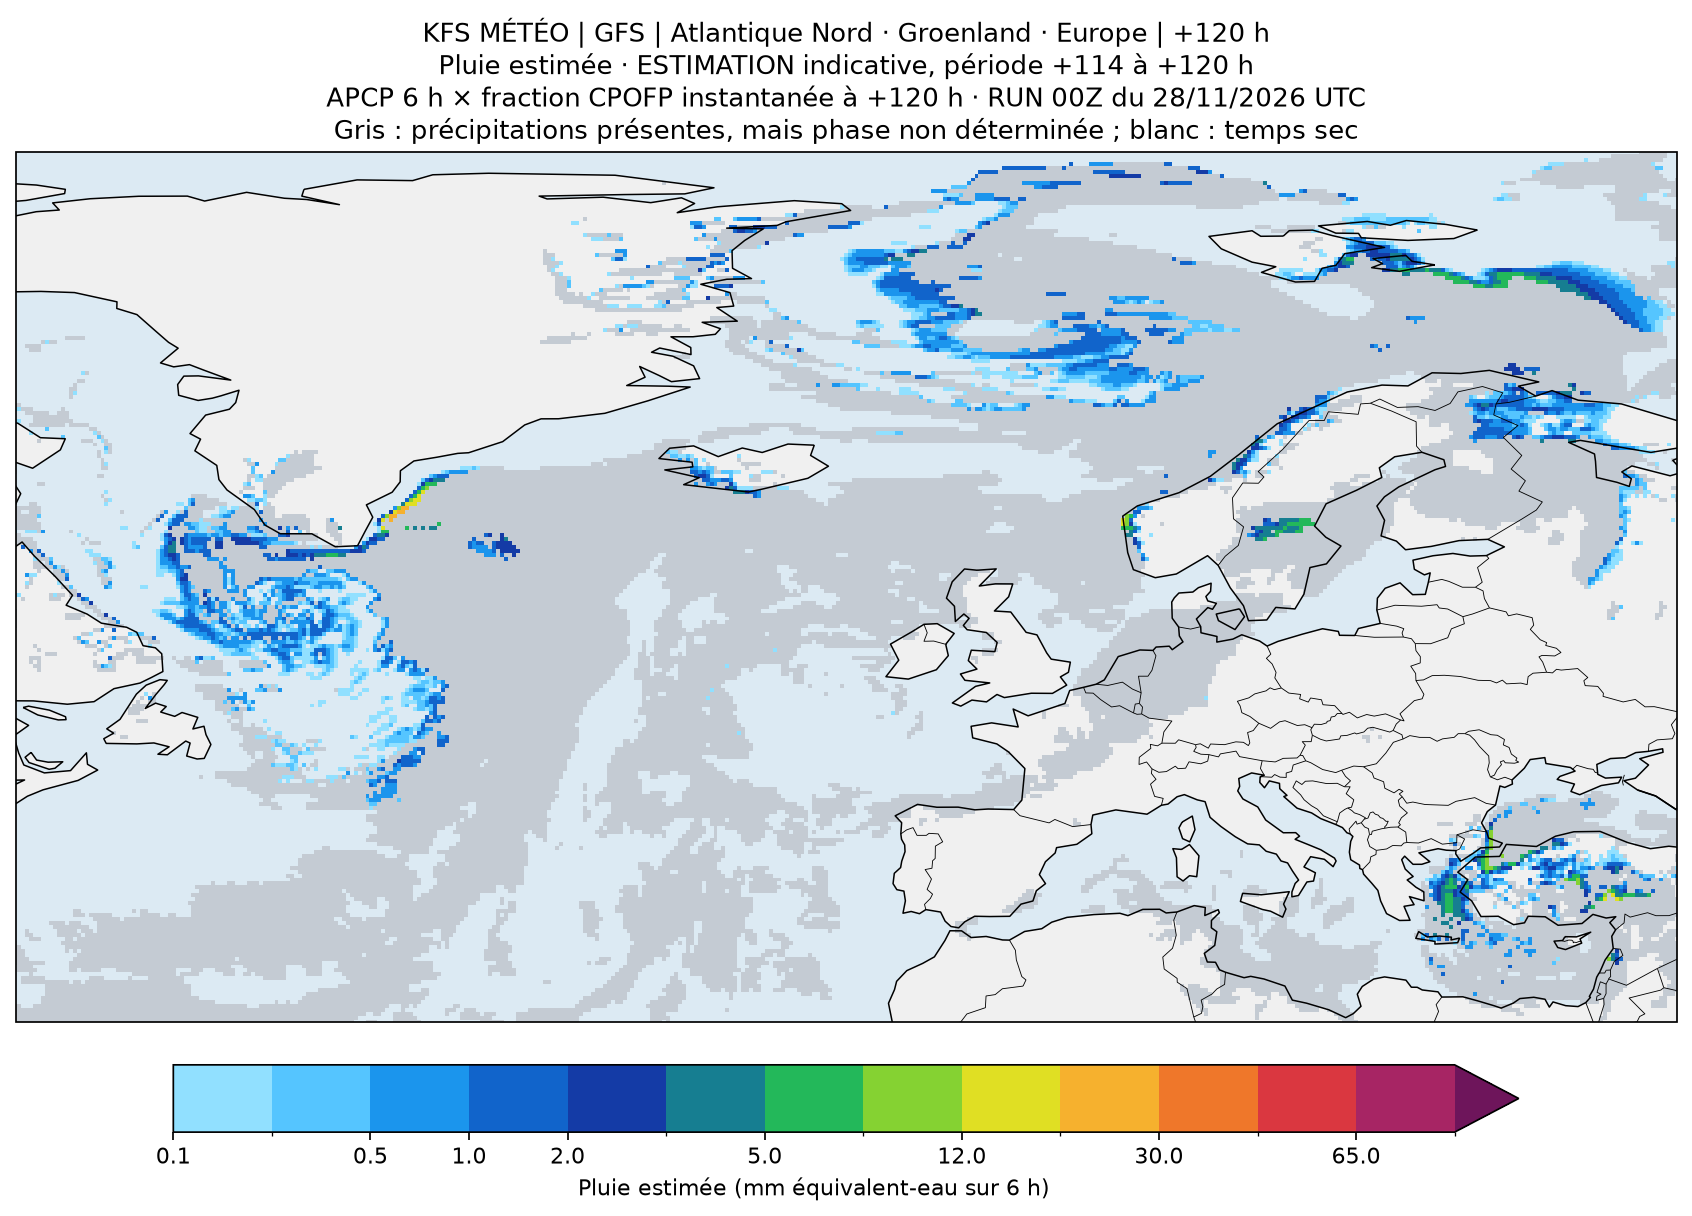 KFS MÉTÉO | GFS | Atlantique Nord · Groenland · Europe | +120 h
Pluie estimée · ESTIMATION indicative, période +114 à +120 h
APCP 6 h × fraction CPOFP instantanée à +120 h · RUN 00Z du 28/11/2026 UTC
Gris : précipitations présentes, mais phase non déterminée ; blanc : temps sec
0.1 0.5 1.0 2.0 5.0 12.0 30.0 65.0
Pluie estimée (mm équivalent-eau sur 6 h)